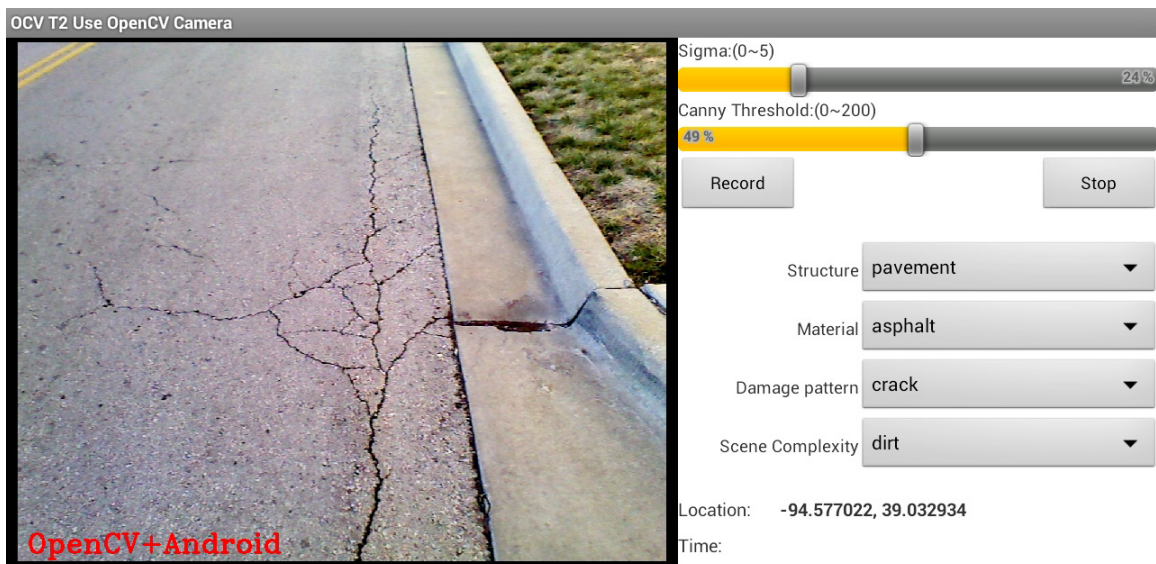 OCV T2 Use OpenCV Camera
Sigma:(0~5)
24 %
Canny Threshold:(0~200)
49 %
Record
Stop
Structure pavement
Material asphalt
Damage pattern crack
Scene Complexity dirt
Location: -94.577022, 39.032934
Time:
OpenCV+Android